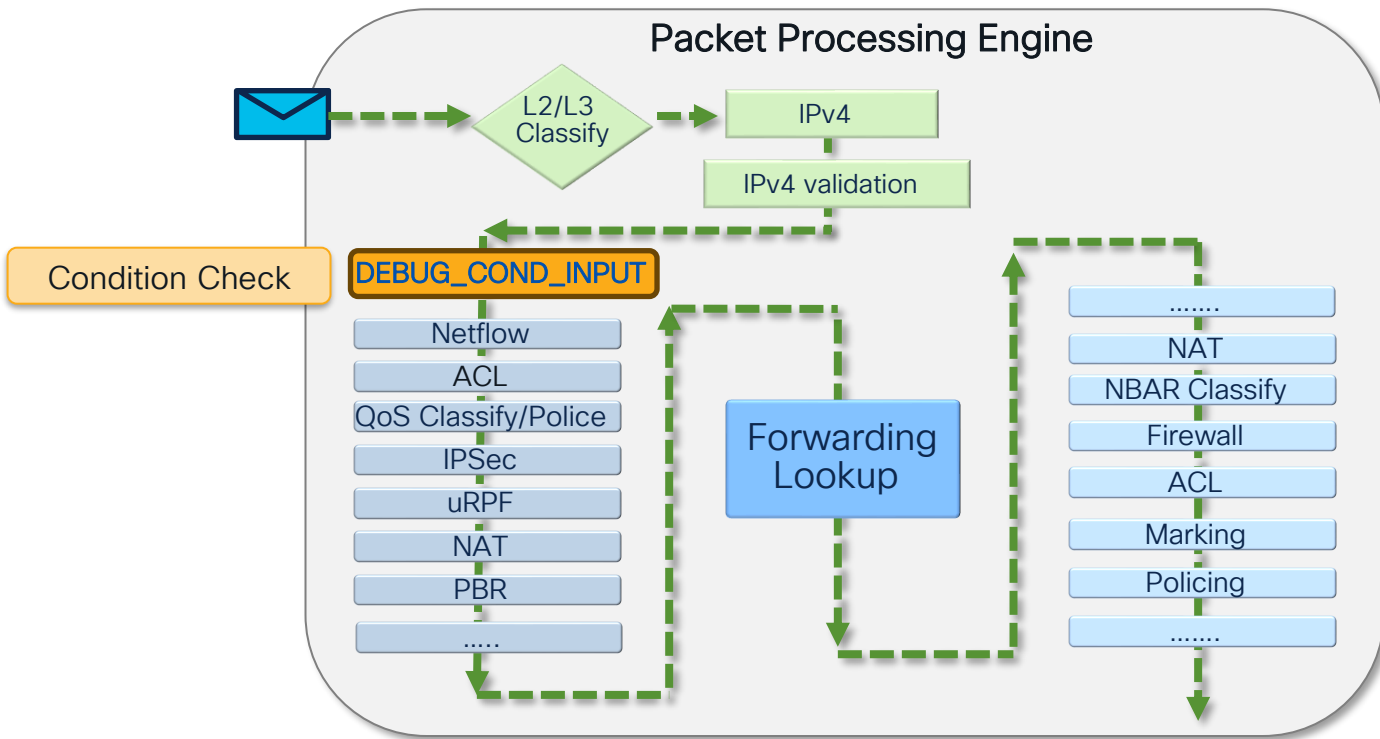 Packet Processing Engine
L2/L3
Classify
IPv4
IPv4 validation
Condition Check
DEBUG_COND_INPUT
Netflow
ACL
QoS Classify/Police
IPSec
uRPF
NAT
PBR
.....
Forwarding
Lookup
.......
NAT
NBAR Classify
Firewall
ACL
Marking
Policing
.......